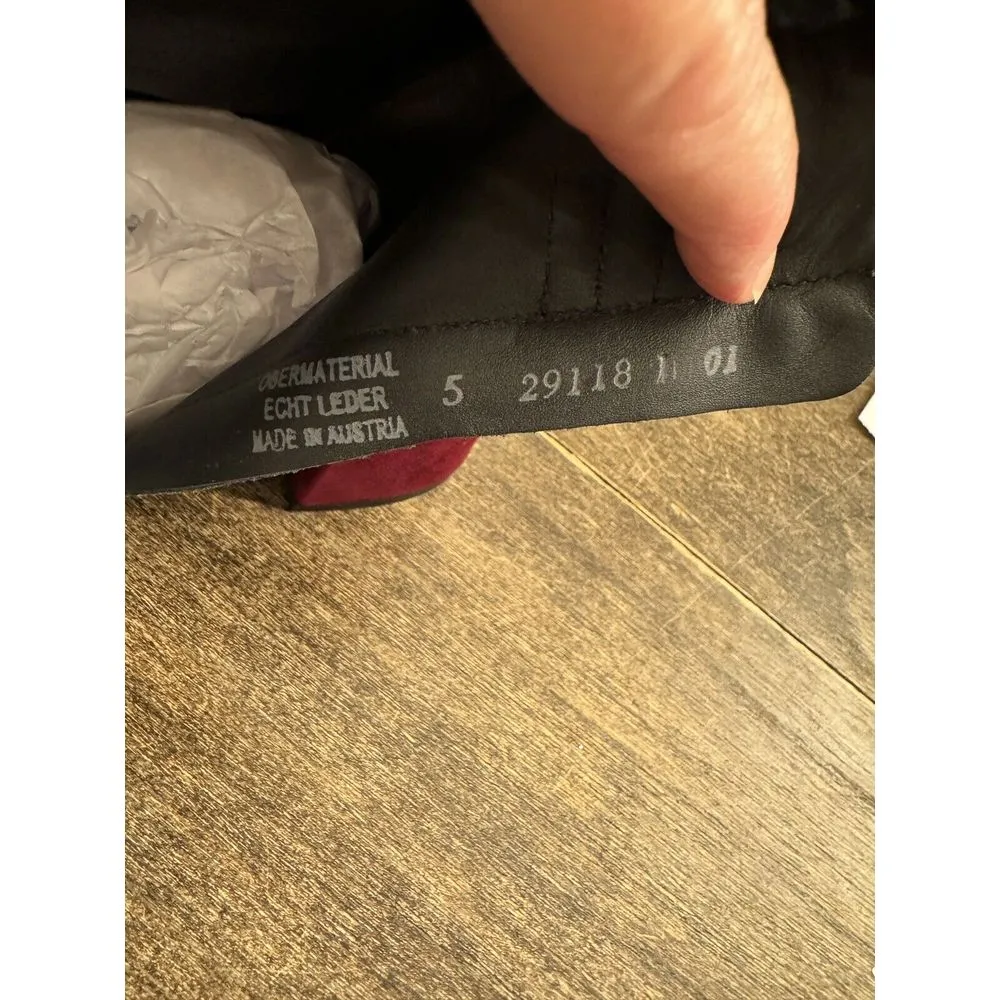 OBERMATERIAL
ECHT LEDER
MADE IN AUSTRIA
5 29118 01